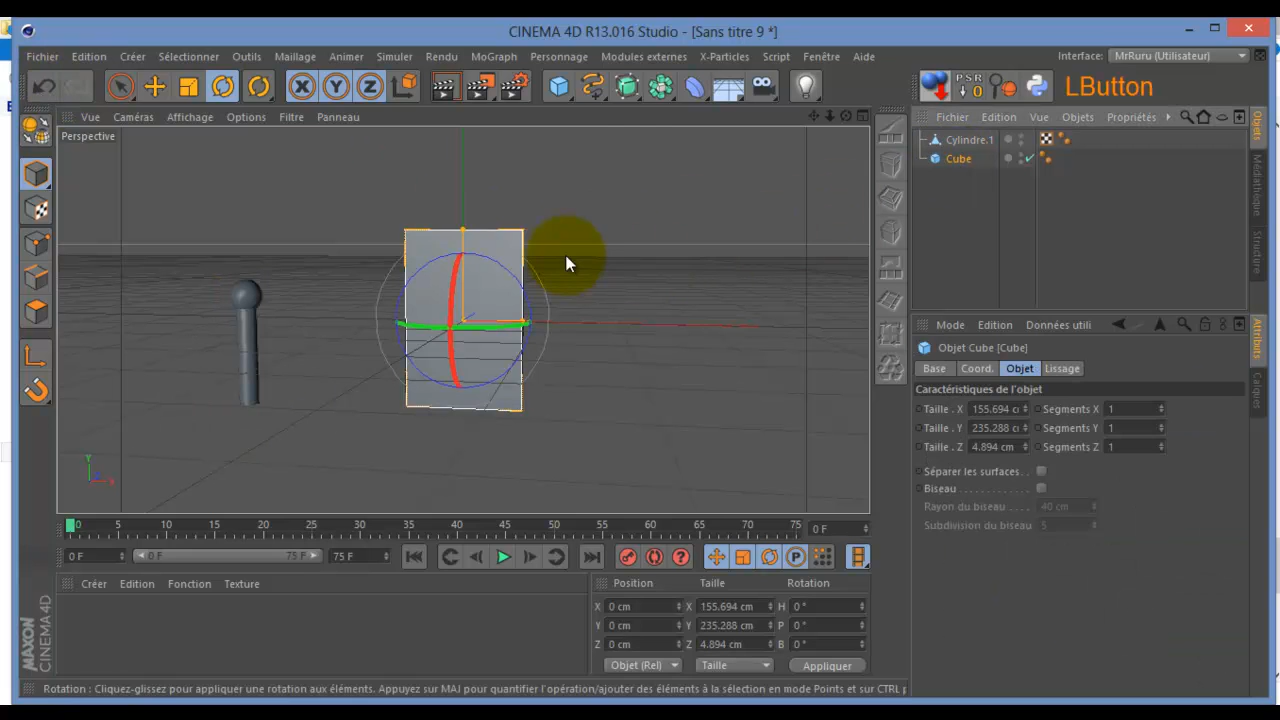 CINEMA 4D R13.016 Studio - [Sans titre 9 *]
Fichier Edition Créer Sélectionner Outils Maillage Animer Simuler Rendu MoGraph Personnage Modules externes X-Particles Script Fenêtre Aide Interface: MrRuru (Utilisateur)
X Y Z PSR 0 LButton
Vue Caméras Affichage Options Filtre Panneau
Fichier Edition Vue Objets Propriétés
Perspective
Cylindre.1
Cube
Objets
Médiathèque
Structure
Mode Edition Données utili
Objet Cube [Cube]
Base Coord. Objet Lissage
Caractéristiques de l'objet
Taille . X 155.694 c Segments X 1
Taille . Y 235.288 c Segments Y 1
Taille . Z 4.894 cm Segments Z 1
Séparer les surfaces. .
Biseau . . . . . . . . . . . . .
Rayon du biseau 40 cm
Subdivision du biseau 5
Attributs
Calques
Y
X
0 5 10 15 20 25 30 35 40 45 50 55 60 65 70 75 0 F
0 F 0 F 75 F 75 F
Créer Edition Fonction Texture
Position Taille Rotation
X 0 cm X 155.694 cm H 0 °
Y 0 cm Y 235.288 cm P 0 °
Z 0 cm Z 4.894 cm B 0 °
Objet (Rel) Taille Appliquer
MAXON CINEMA 4D
Rotation : Cliquez-glissez pour appliquer une rotation aux éléments. Appuyez sur MAJ pour quantifier l'opération/ajouter des éléments à la sélection en mode Points et sur CTRL p